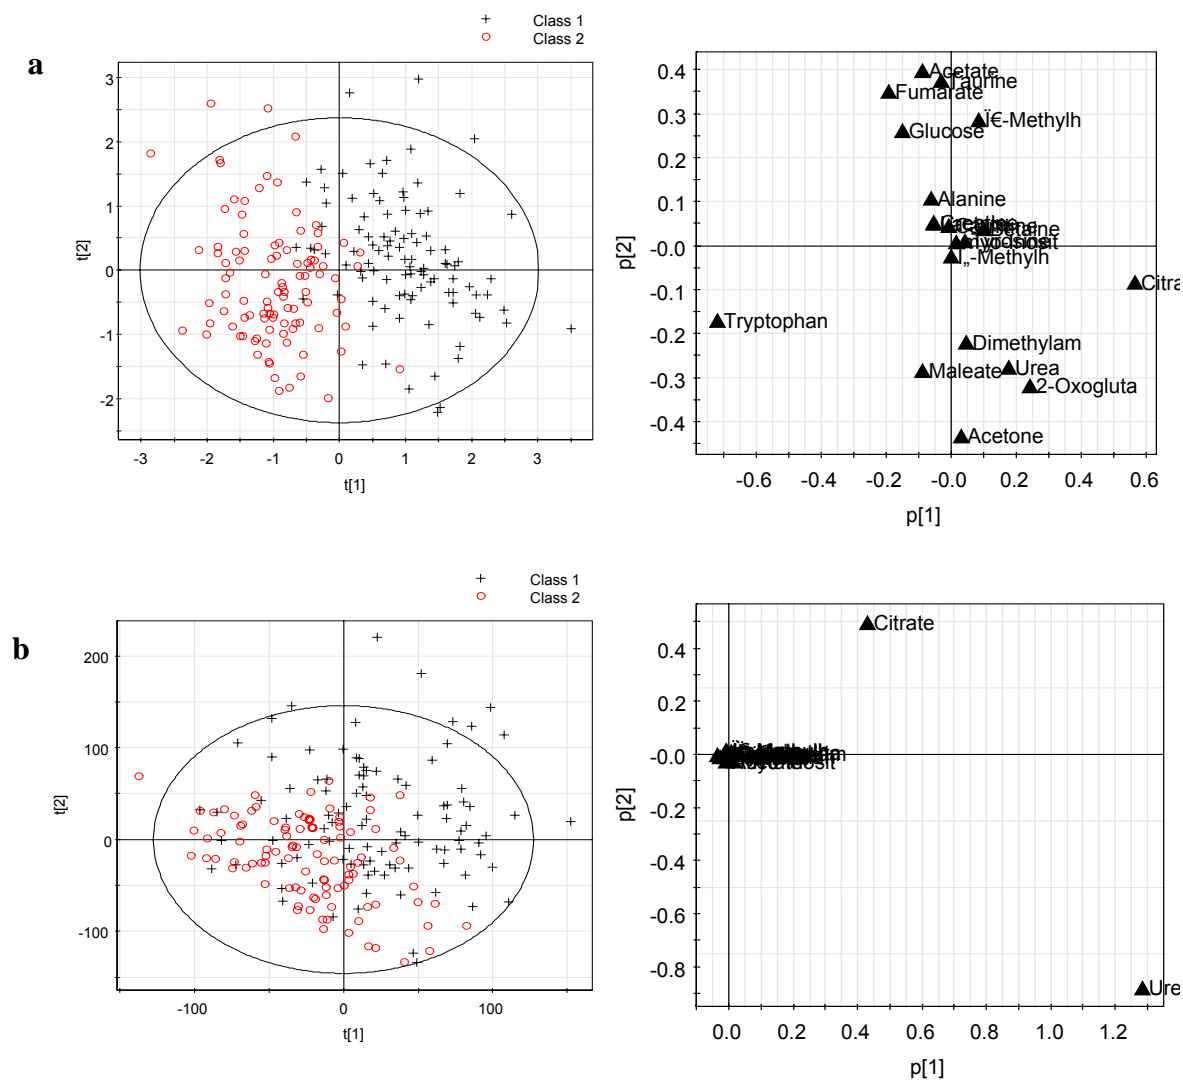 Class 1
Class 2
a
3
2
1
0
-1
-2
t[2]
-3
-2
-1
0
1
2
3
t[1]
0.4
0.3
0.2
0.1
-0.0
-0.1
-0.2
-0.3
-0.4
p[2]
Acetate
Taurine
Fumarate
Ï€-Methylh
Glucose
Alanine
Betaine
Ï„-Methylh
Citra
Tryptophan
Dimethylam
Maleate
Urea
2-Oxogluta
Acetone
-0.6
-0.4
-0.2
-0.0
0.2
0.4
0.6
p[1]
Class 1
Class 2
b
200
100
0
-100
t[2]
-100
0
100
t[1]
0.4
0.2
-0.0
-0.2
-0.4
-0.6
-0.8
p[2]
Citrate
Ure
0.0
0.2
0.4
0.6
0.8
1.0
1.2
p[1]